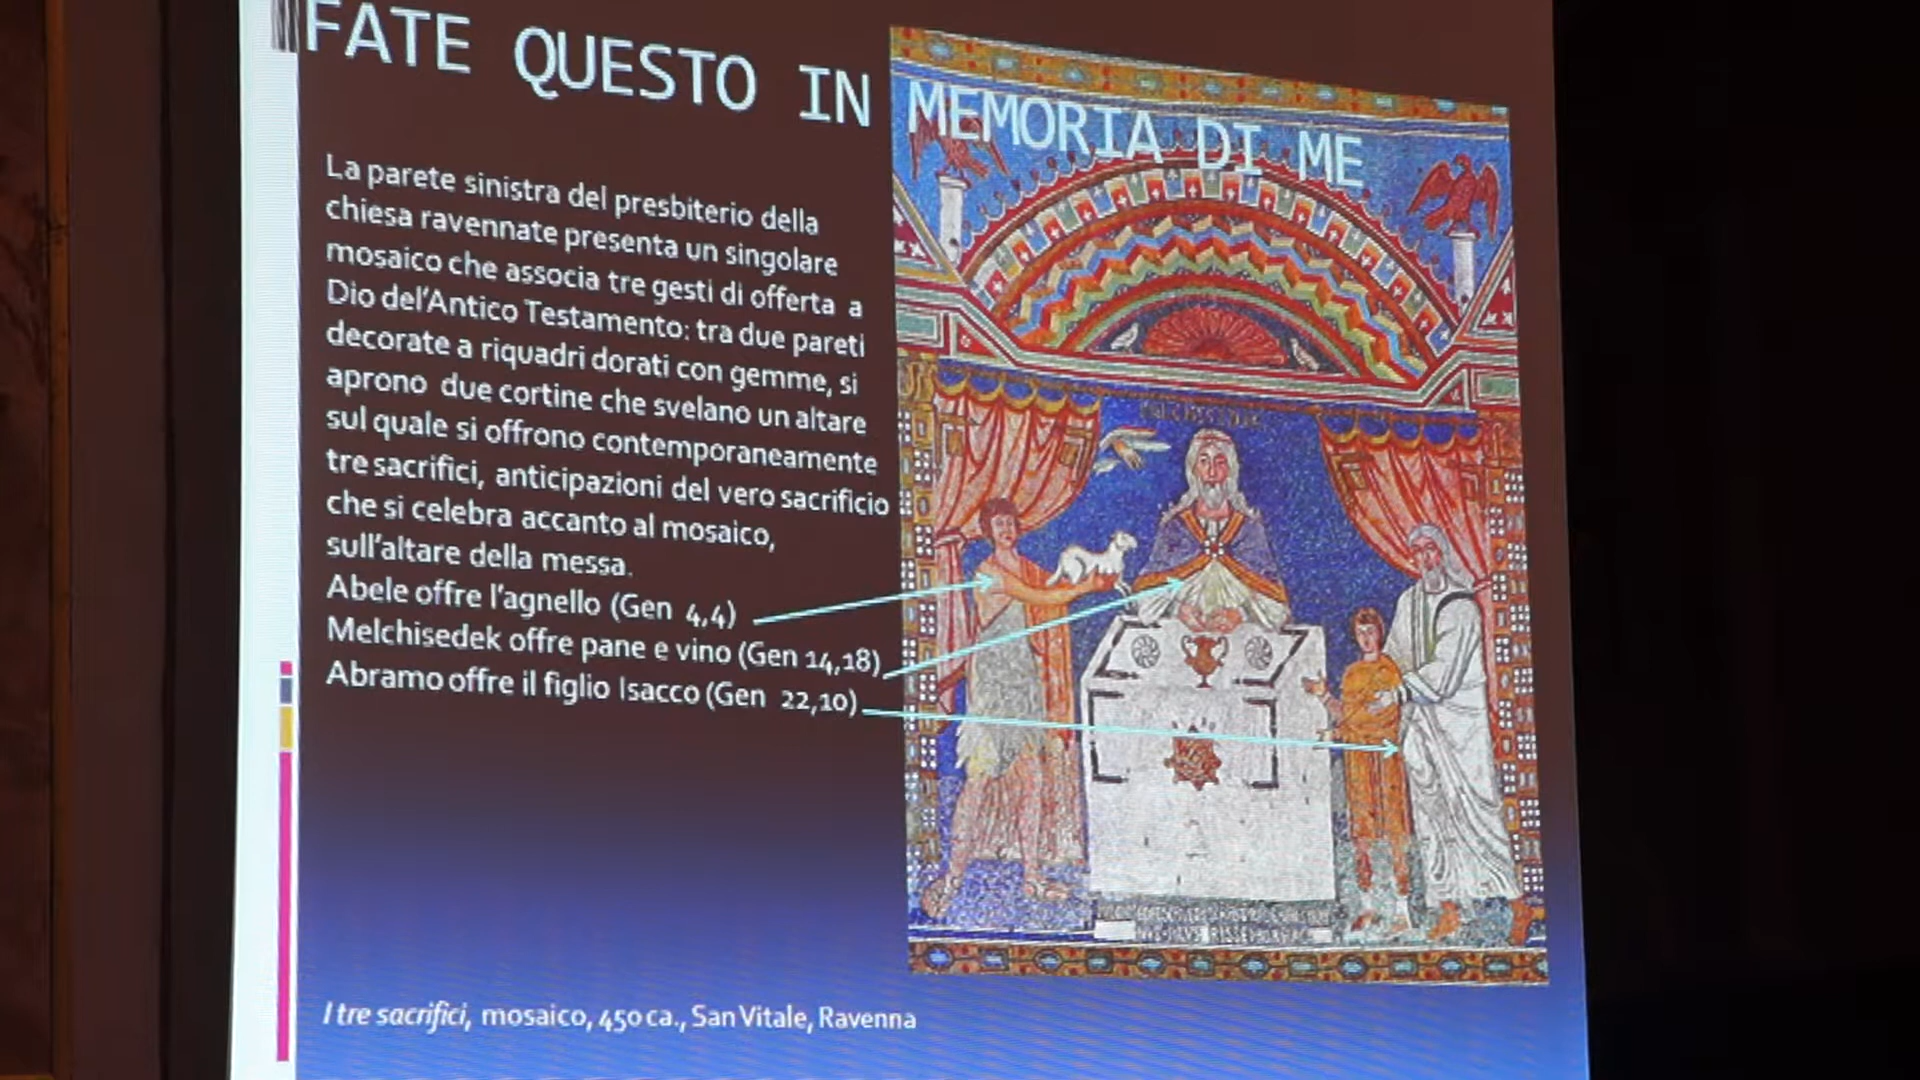 FATE QUESTO IN MEMORIA DI ME
La parete sinistra del presbiterio della
chiesa ravennate presenta un singolare
mosaico che associa tre gesti di offerta a
Dio del'Antico Testamento: tra due pareti
decorate a riquadri dorati con gemme, si
aprono due cortine che svelano un altare
sul quale si offrono contemporaneamente
tre sacrifici, anticipazioni del vero sacrificio
che si celebra accanto al mosaico,
sull'altare della messa.
Abele offre l'agnello (Gen 4,4)
Melchisedek offre pane e vino (Gen 14,18)
Abramo offre il figlio Isacco (Gen 22,10)
I tre sacrifici, mosaico, 450 ca., San Vitale, Ravenna